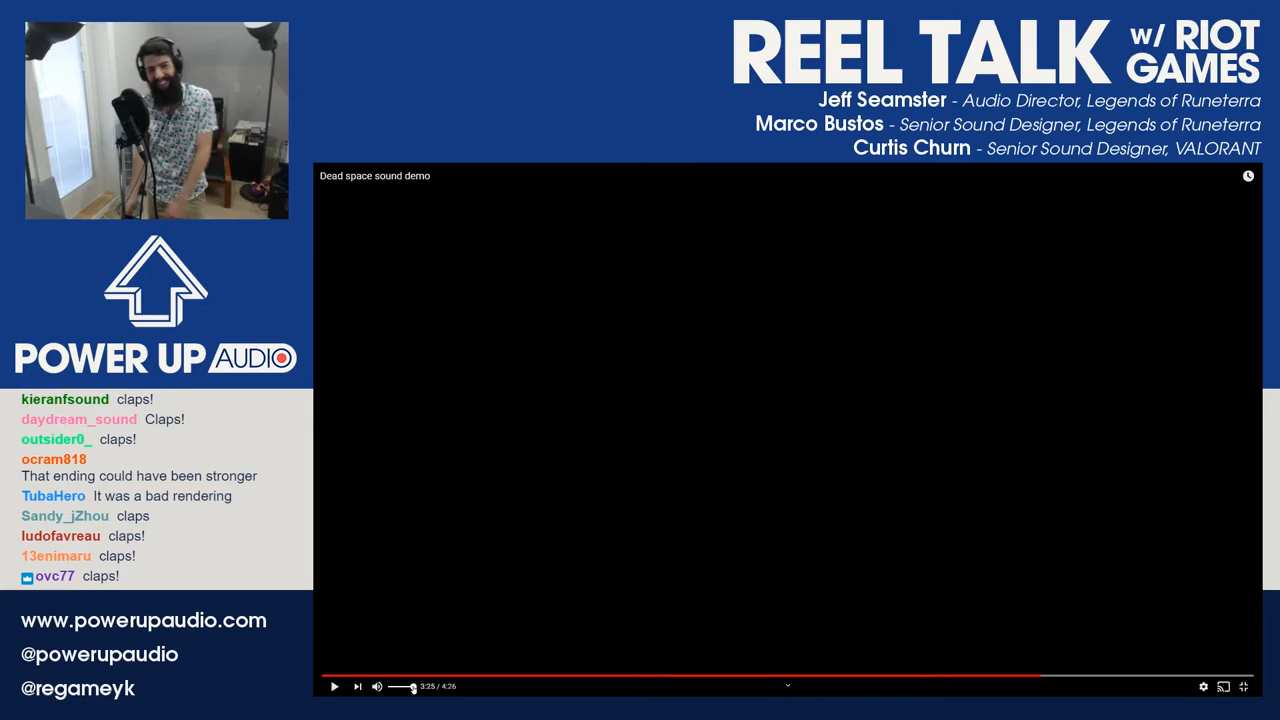 REEL TALK w/ RIOT GAMES
Jeff Seamster - Audio Director, Legends of Runeterra
Marco Bustos - Senior Sound Designer, Legends of Runeterra
Curtis Churn - Senior Sound Designer, VALORANT
Dead space sound demo
POWER UP AUDIO
kieranfsound claps!
daydream_sound Claps!
outsider0_ claps!
ocram818
That ending could have been stronger
TubaHero It was a bad rendering
Sandy_jZhou claps
ludofavreau claps!
13enimaru claps!
ovc77 claps!
www.powerupaudio.com
@powerupaudio
@regameyk
3:25 / 4:26